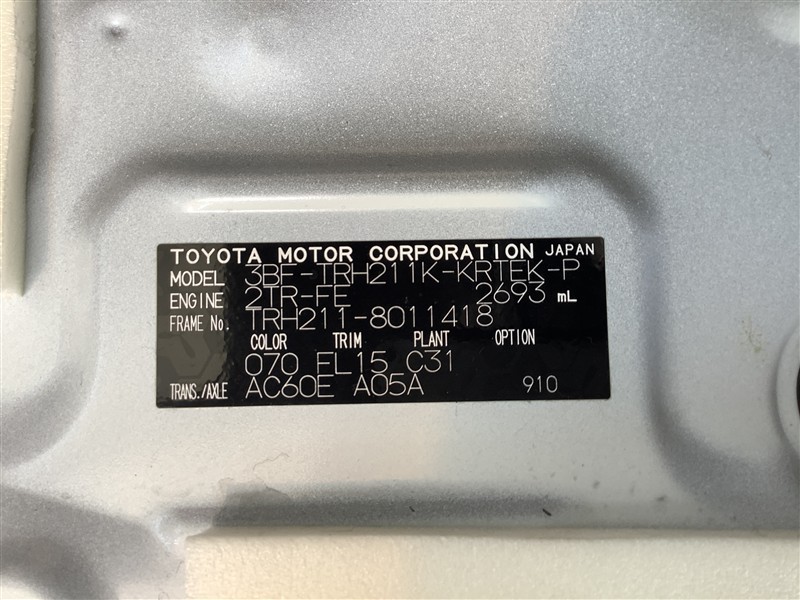 TOYOTA MOTOR CORPORATION JAPAN
MODEL 3BF-TRH211K-KRTEK-P
ENGINE 2TR-FE 2693 mL
FRAME No. TRH211-8011418
COLOR TRIM PLANT OPTION
070 FL15 C31
TRANS./AXLE AC60E A05A 910